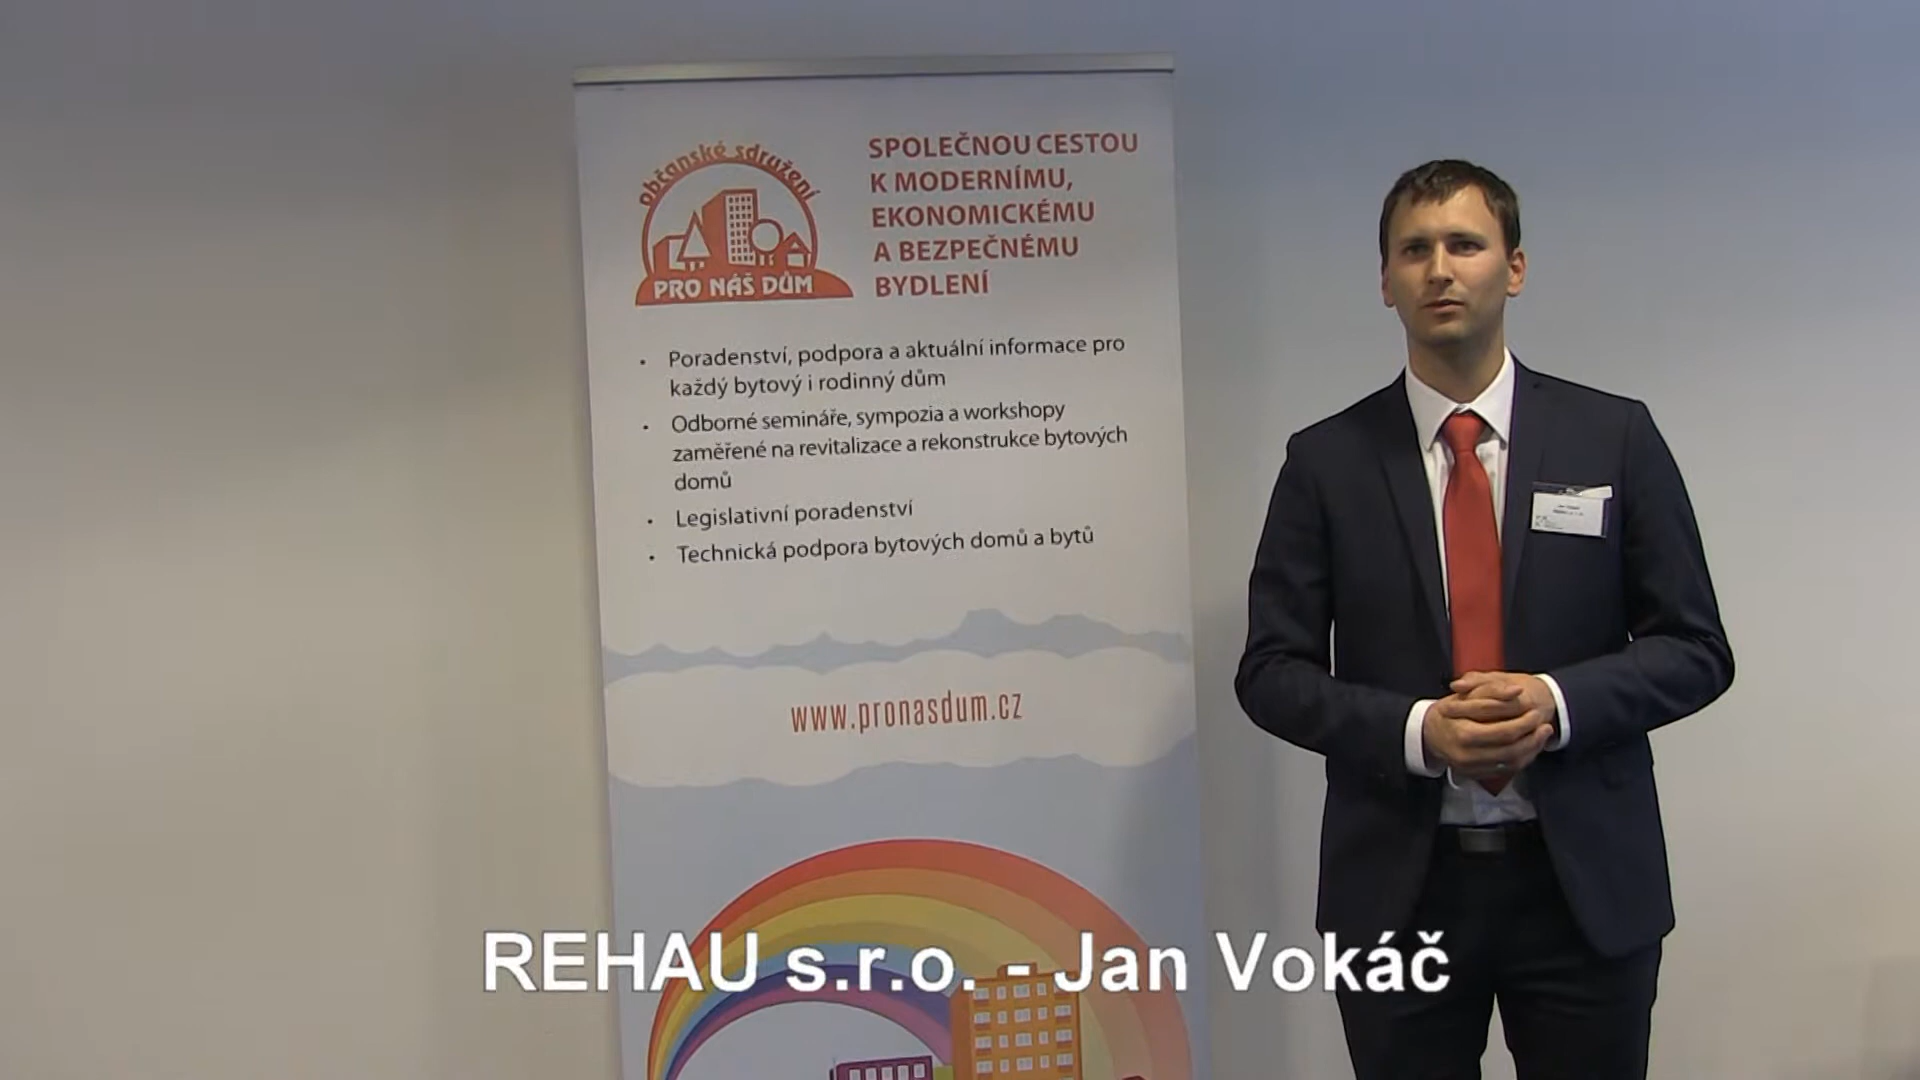 občanské sdružení
PRO NÁŠ DŮM
SPOLEČNOU CESTOU
K MODERNÍMU,
EKONOMICKÉMU
A BEZPEČNÉMU
BYDLENÍ
• Poradenství, podpora a aktuální informace pro
každý bytový i rodinný dům
• Odborné semináře, sympozia a workshopy
zaměřené na revitalizace a rekonstrukce bytových
domů
• Legislativní poradenství
• Technická podpora bytových domů a bytů
www.pronasdum.cz
REHAU s.r.o. - Jan Vokáč